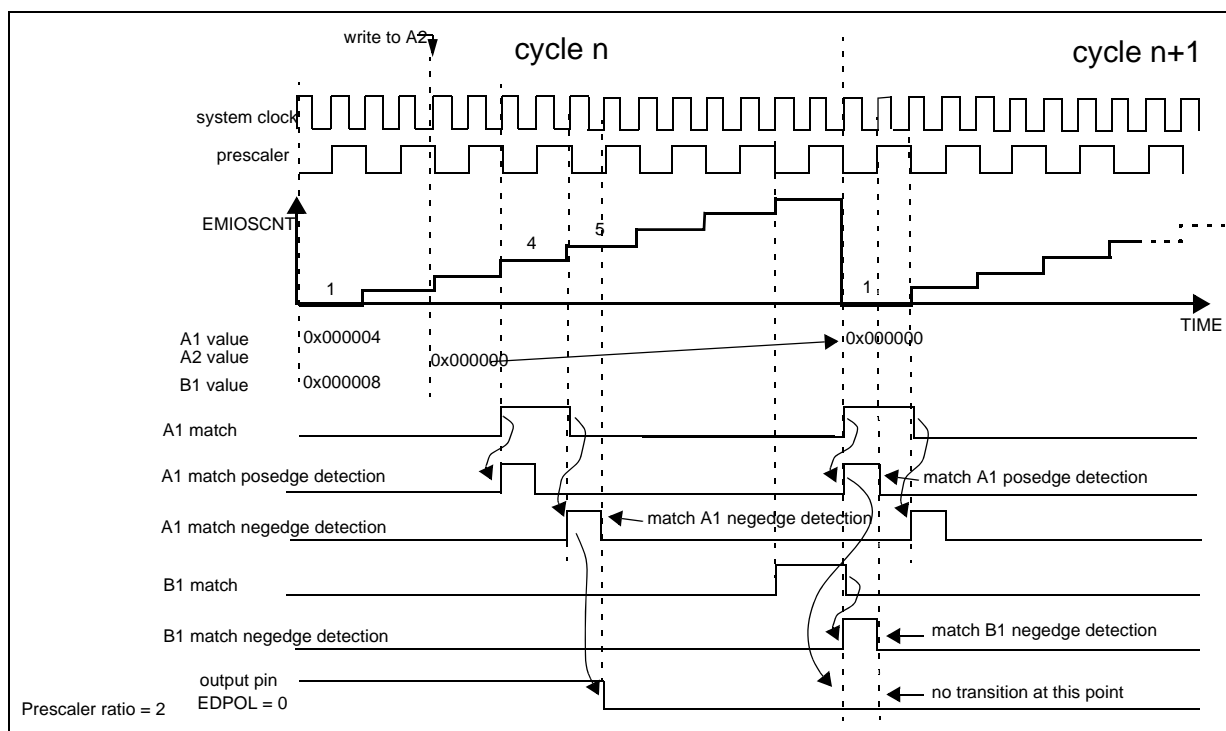 write to A2
cycle n
cycle n+1
system clock
prescaler
EMIOSCNT
1
4
5
1
TIME
A1 value
0x000004
0x000000
A2 value
0x000000
B1 value
0x000008
A1 match
A1 match posedge detection
match A1 posedge detection
A1 match negedge detection
match A1 negedge detection
B1 match
B1 match negedge detection
match B1 negedge detection
output pin
EDPOL = 0
no transition at this point
Prescaler ratio = 2